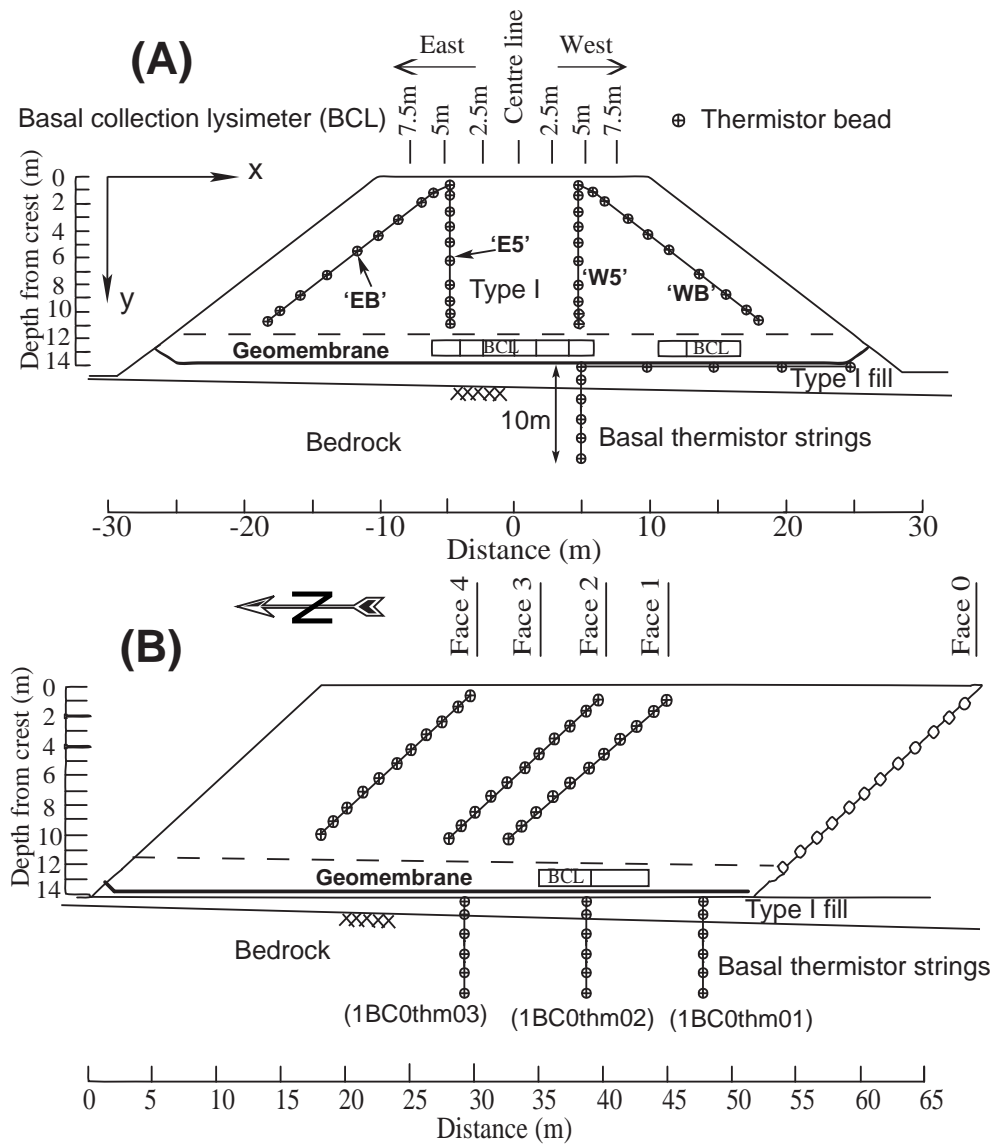 (A)
East
Centre line
West
Basal collection lysimeter (BCL)
7.5m
5m
2.5m
2.5m
5m
7.5m
Thermistor bead
Depth from crest (m)
0
2
4
6
8
10
12
14
x
y
'EB'
'E5'
Type I
'W5'
'WB'
Geomembrane
BCL
BCL
Type I fill
10m
Bedrock
Basal thermistor strings
-30
-20
-10
0
10
20
30
Distance (m)
N
Face 4
Face 3
Face 2
Face 1
Face 0
(B)
Depth from crest (m)
0
2
4
6
8
10
12
14
Geomembrane
BCL
Type I fill
Bedrock
Basal thermistor strings
(1BC0thm03)
(1BC0thm02)
(1BC0thm01)
0
5
15
20
25
30
35
40
45
50
55
60
65
Distance (m)